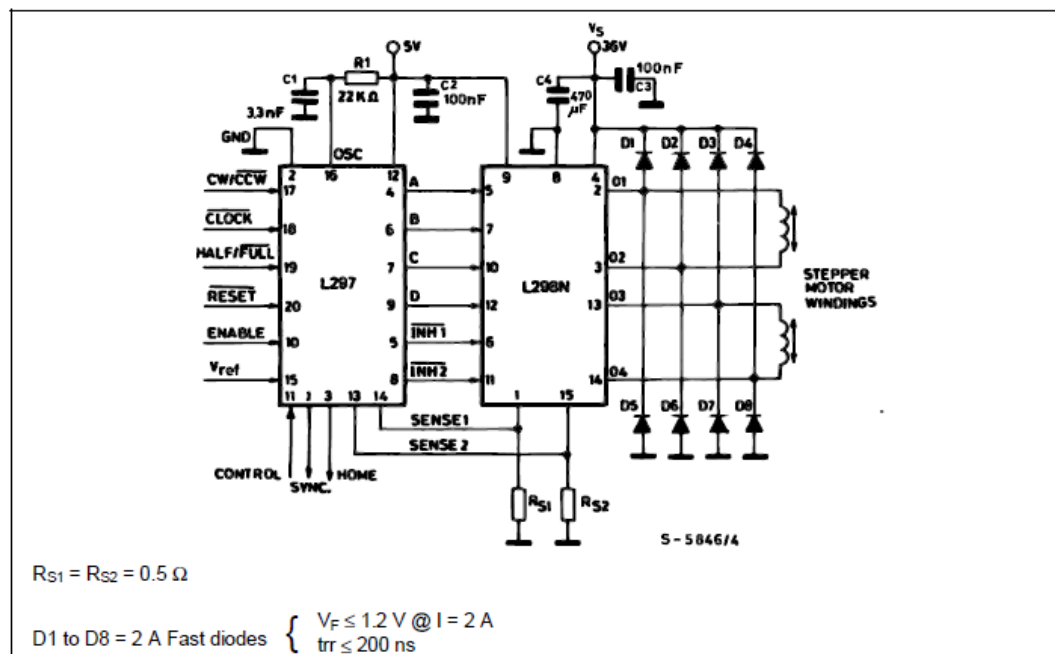 Vs
5V
36V
R1
C1
22KΩ
3.3nF
C2
100nF
C4
470
µF
100nF
C3
GND
OSC
2
16
12
9
8
4
D1
D2
D3
D4
CW/CCW
17
4
A
5
2
01
CLOCK
18
6
B
7
HALF/FULL
19
7
C
10
3
02
L297
L298N
STEPPER
MOTOR
WINDINGS
RESET
20
9
D
12
13
03
ENABLE
10
5
INH1
6
Vref
15
8
INH2
11
14
04
11
1
3
13
14
1
15
D5
D6
D7
D8
SENSE1
SENSE 2
CONTROL
SYNC.
HOME
RS1
RS2
S-5846/4
RS1 = RS2 = 0.5 Ω
D1 to D8 = 2 A Fast diodes {
VF ≤ 1.2 V @ I = 2 A
trr ≤ 200 ns